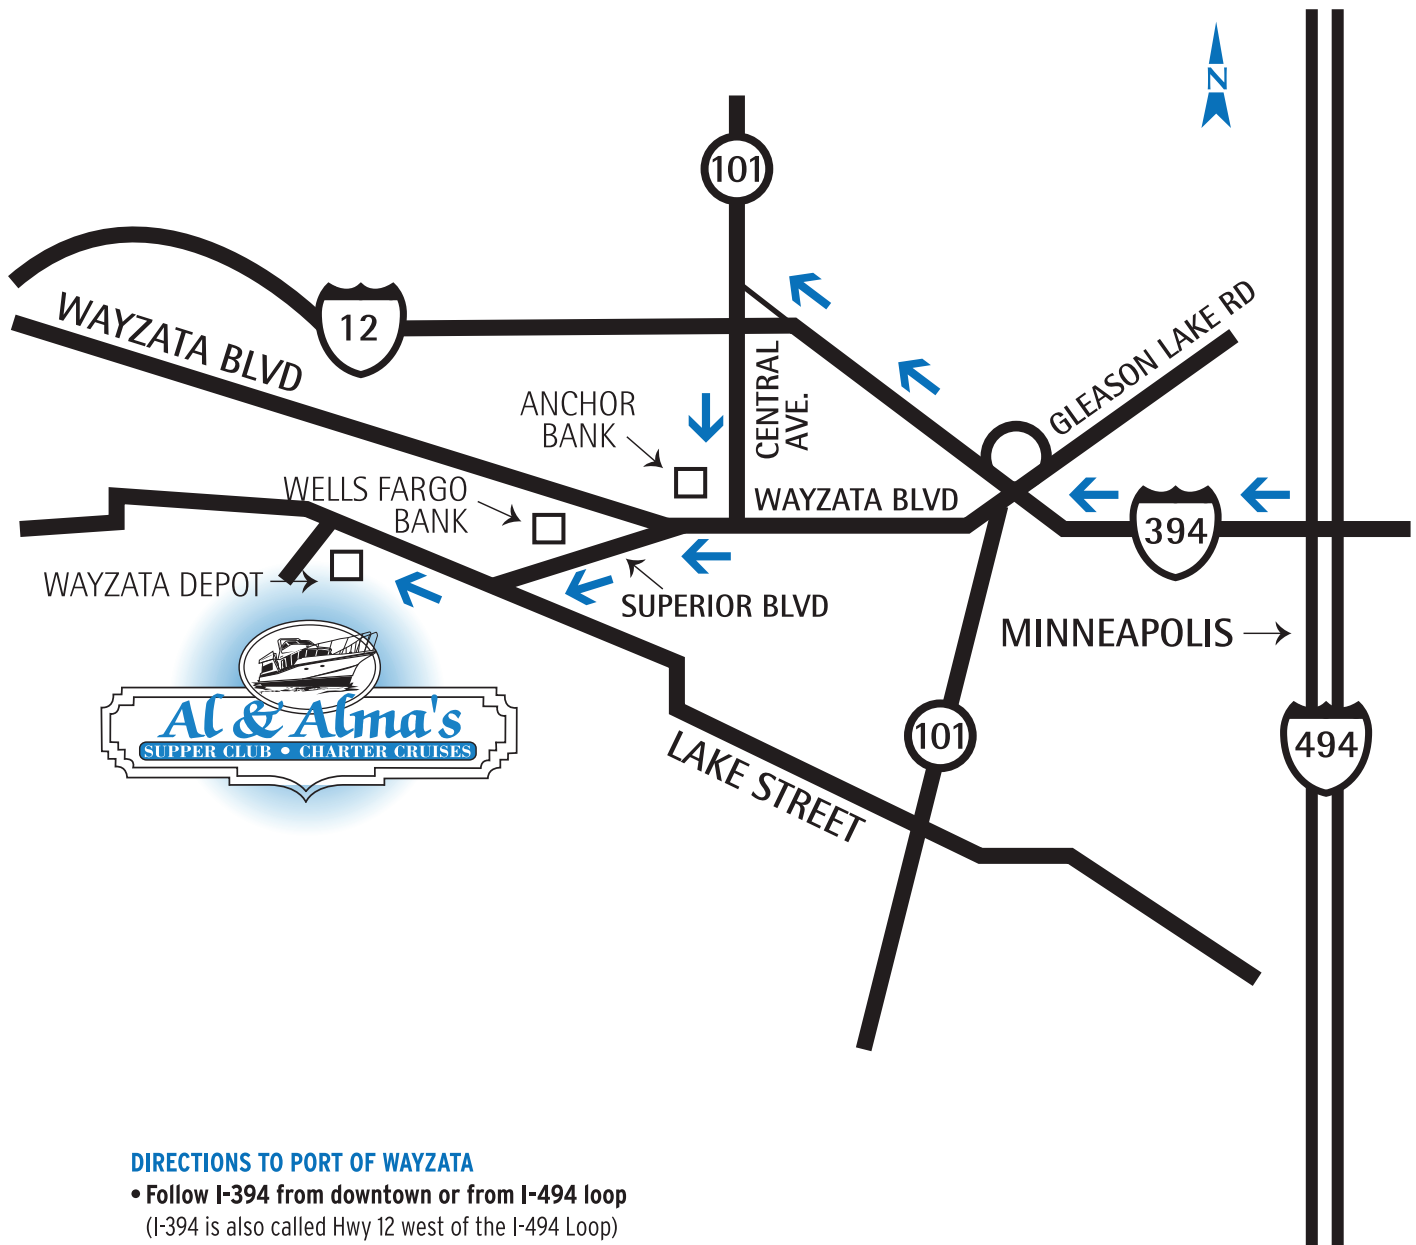 N
101
12
WAYZATA BLVD
GLEASON LAKE RD
CENTRAL
AVE.
ANCHOR
BANK
WELLS FARGO
BANK
WAYZATA BLVD
394
WAYZATA DEPOT
SUPERIOR BLVD
MINNEAPOLIS
Al & Alma's
SUPPER CLUB • CHARTER CRUISES
101
494
LAKE STREET
DIRECTIONS TO PORT OF WAYZATA
• Follow I-394 from downtown or from I-494 loop
(I-394 is also called Hwy 12 west of the I-494 Loop)